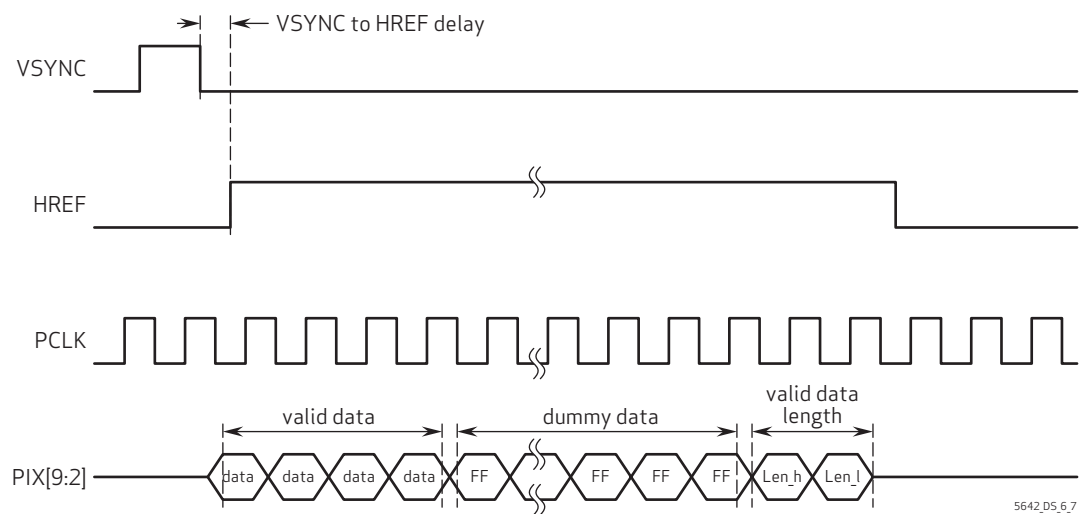 VSYNC to HREF delay
VSYNC
HREF
PCLK
valid data
dummy data
valid data
length
PIX[9:2]
data data data data FF FF FF FF Len_h Len_l
5642_DS_6_7